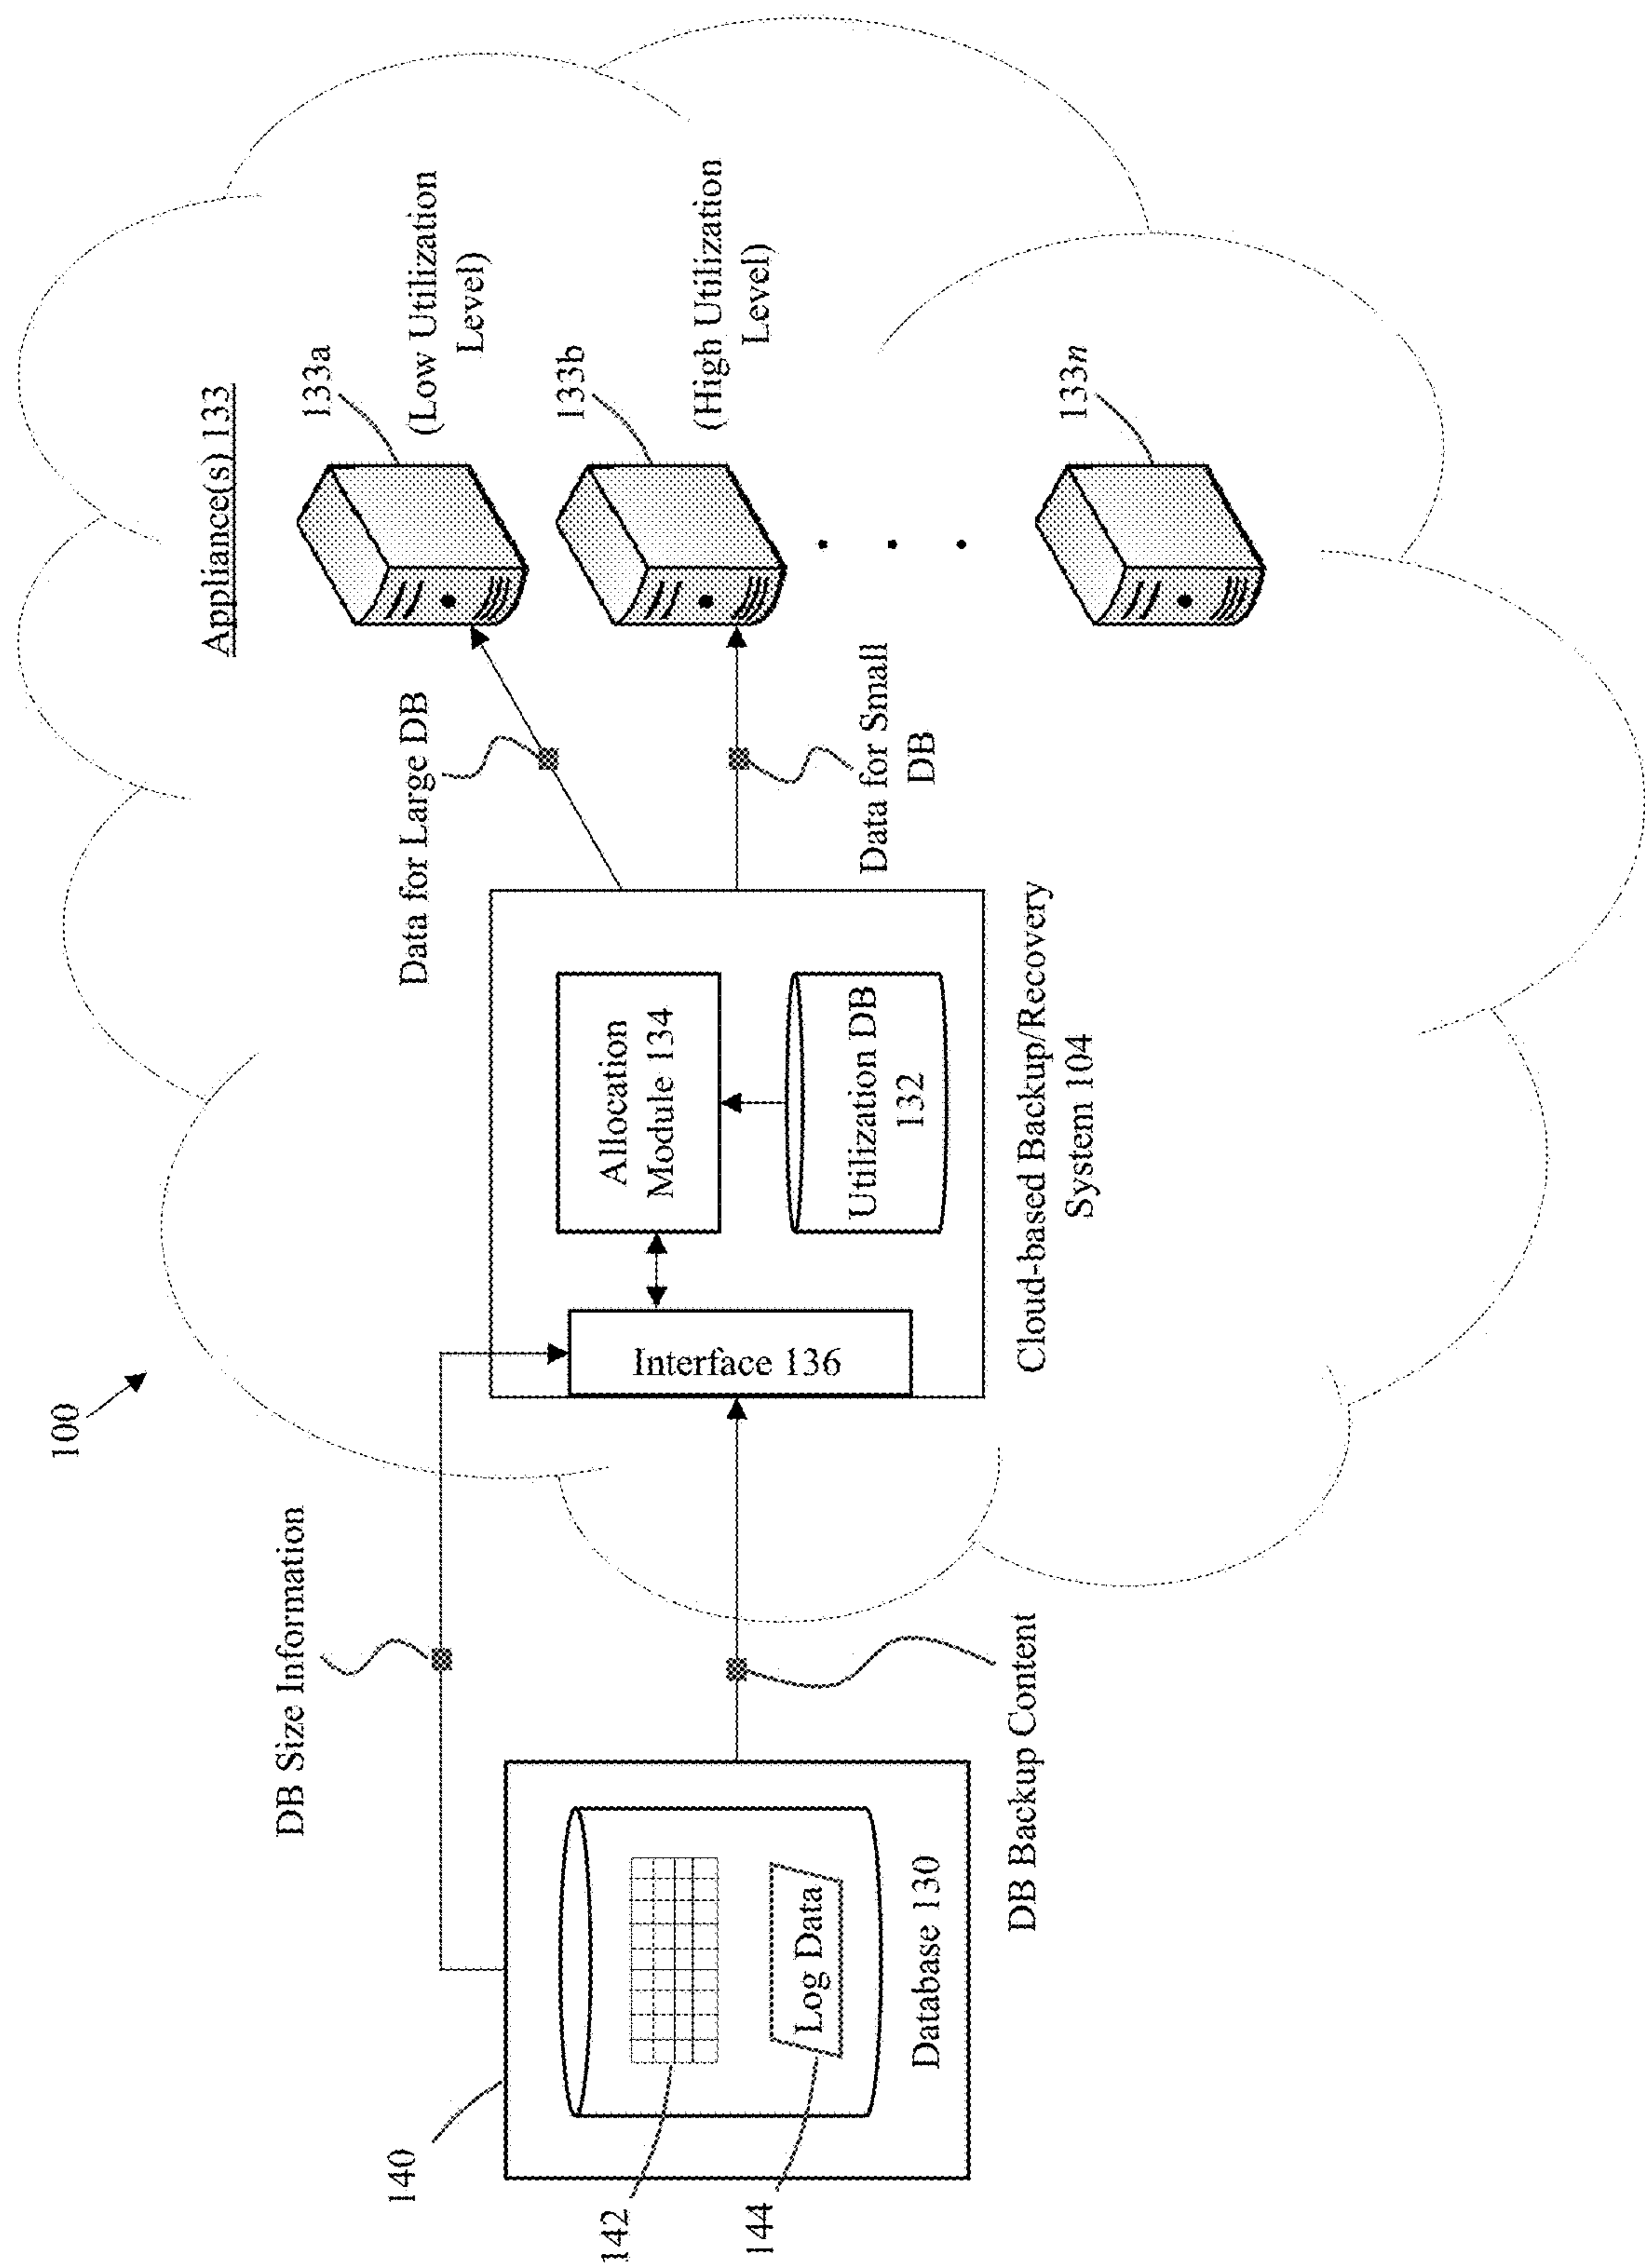 100
Appliance(s) 133
133a
(Low Utilization
Level)
133b
(High Utilization
Level)
133n
Data for Large DB
Data for Small
DB
DB Size Information
Allocation
Module 134
Utilization DB
132
Interface 136
Cloud-based Backup/Recovery
System 104
140
142
144
Log Data
Database 130
DB Backup Content